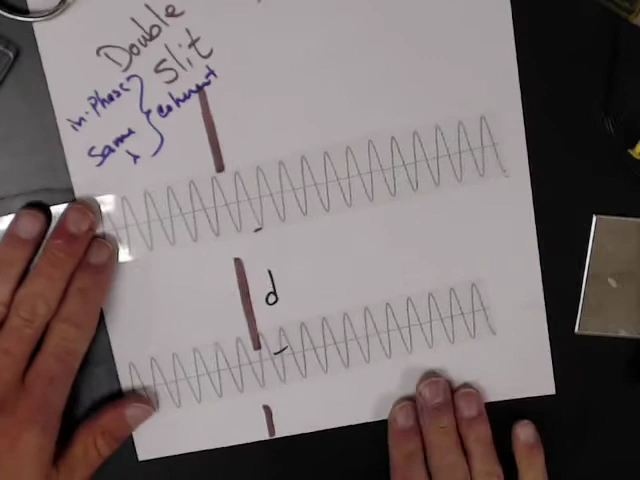 Double
Slit
in-Phase
Same
λ
coherent
d